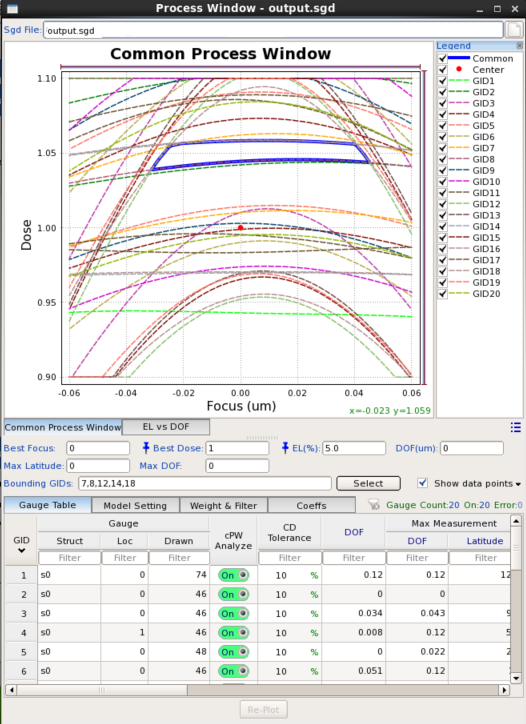 Process Window - output.sgd
Sgd File: output.sgd
Common Process Window
Legend
Common
Center
GID1
GID2
GID3
GID4
GID5
GID6
GID7
GID8
GID9
GID10
GID11
GID12
GID13
GID14
GID15
GID16
GID17
GID18
GID19
GID20
1.10
1.05
1.00
0.95
0.90
Dose
-0.06 -0.04 -0.02 0.00 0.02 0.04 0.06
Focus (um)
x=-0.023 y=1.059
Common Process Window EL vs DOF
Best Focus: 0 Best Dose: 1 EL(%): 5.0 DOF(um): 0
Max Latitude: 0 Max DOF: 0
Bounding GIDs: 7,8,12,14,18 Select Show data points
Gauge Table Model Setting Weight & Filter Coeffs Gauge Count:20 On:20 Error:0
GID Gauge cPW Analyze CD Tolerance DOF Max Measurement
Struct Loc Drawn DOF Latitude
Filter Filter Filter Filter Filter Filter Filter
1 s0 0 74 On 10 % 0.12 0.12 12
2 s0 0 46 On 10 % 0 0
3 s0 0 46 On 10 % 0.034 0.043 9
4 s0 1 46 On 10 % 0.008 0.12 5
5 s0 0 48 On 10 % 0 0.022 2
6 s0 0 46 On 10 % 0.051 0.12 3
Re-Plot